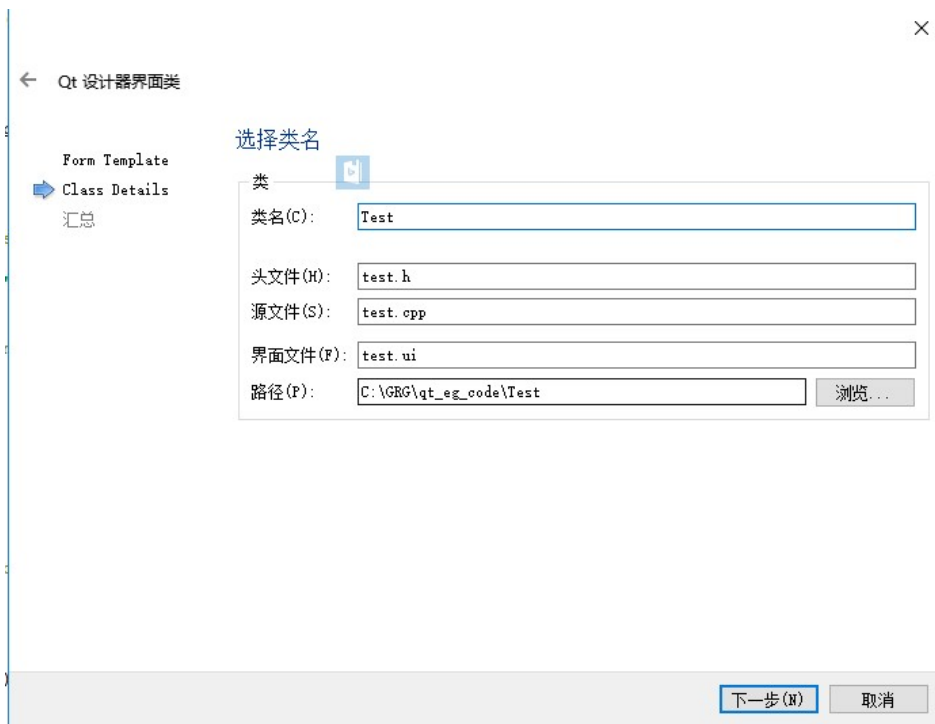 Qt 设计器界面类
Form Template
Class Details
汇总
选择类名
类
类名(C): Test
头文件(H): test.h
源文件(S): test.cpp
界面文件(F): test.ui
路径(P): C:\GRG\qt_eg_code\Test 浏览...
下一步(N) 取消